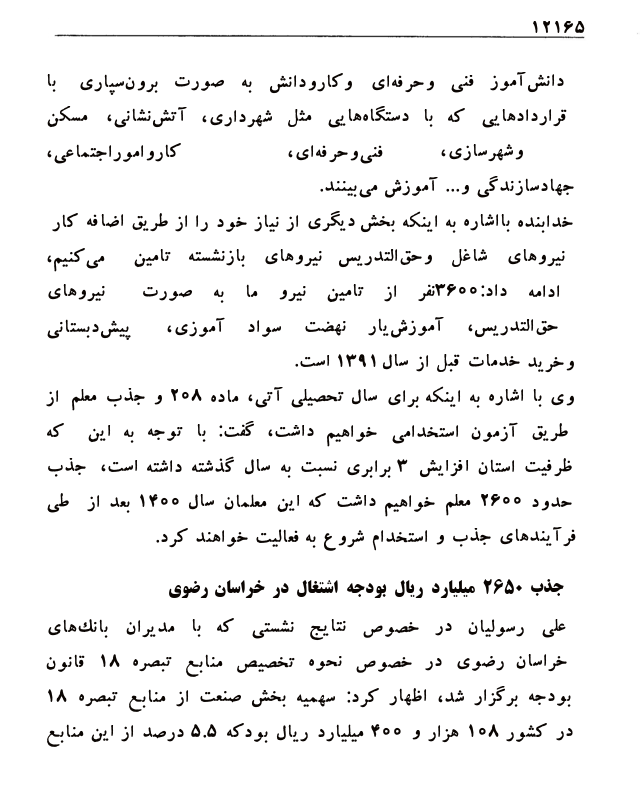 ۱۲۱۶۵
دانش‌آموز فنی وحرفه‌ای وکارودانش به صورت برون‌سپاری با
قراردادهایی که با دستگاه‌هایی مثل شهرداری، آتش‌نشانی، مسکن
وشهرسازی، فنی‌وحرفه‌ای، کارواموراجتماعی،
جهادسازندگی و... آموزش می‌بینند.
خدابنده بااشاره به اینکه بخش دیگری از نیاز خود را از طریق اضافه کار
نیروهای شاغل وحق‌التدریس نیروهای بازنشسته تامین می‌کنیم،
ادامه داد:۳۶۰۰نفر از تامین نیرو ما به صورت نیروهای
حق‌التدریس، آموزش‌یار نهضت سواد آموزی، پیش‌دبستانی
وخرید خدمات قبل از سال ۱۳۹۱ است.
وی با اشاره به اینکه برای سال تحصیلی آتی، ماده ۲۰۸ و جذب معلم از
طریق آزمون استخدامی خواهیم داشت، گفت: با توجه به این که
ظرفیت استان افزایش ۳ برابری نسبت به سال گذشته داشته است، جذب
حدود ۲۶۰۰ معلم خواهیم داشت که این معلمان سال ۱۴۰۰ بعد از طی
فرآیندهای جذب و استخدام شروع به فعالیت خواهند کرد.
جذب ۲۶۵۰ میلیارد ریال بودجه اشتغال در خراسان رضوی
علی رسولیان در خصوص نتایج نشستی که با مدیران بانك‌های
خراسان رضوی در خصوص نحوه تخصیص منابع تبصره ۱۸ قانون
بودجه برگزار شد، اظهار کرد: سهمیه بخش صنعت از منابع تبصره ۱۸
در کشور ۱۰۸ هزار و ۴۰۰ میلیارد ریال بودکه ۵.۵ درصد از این منابع